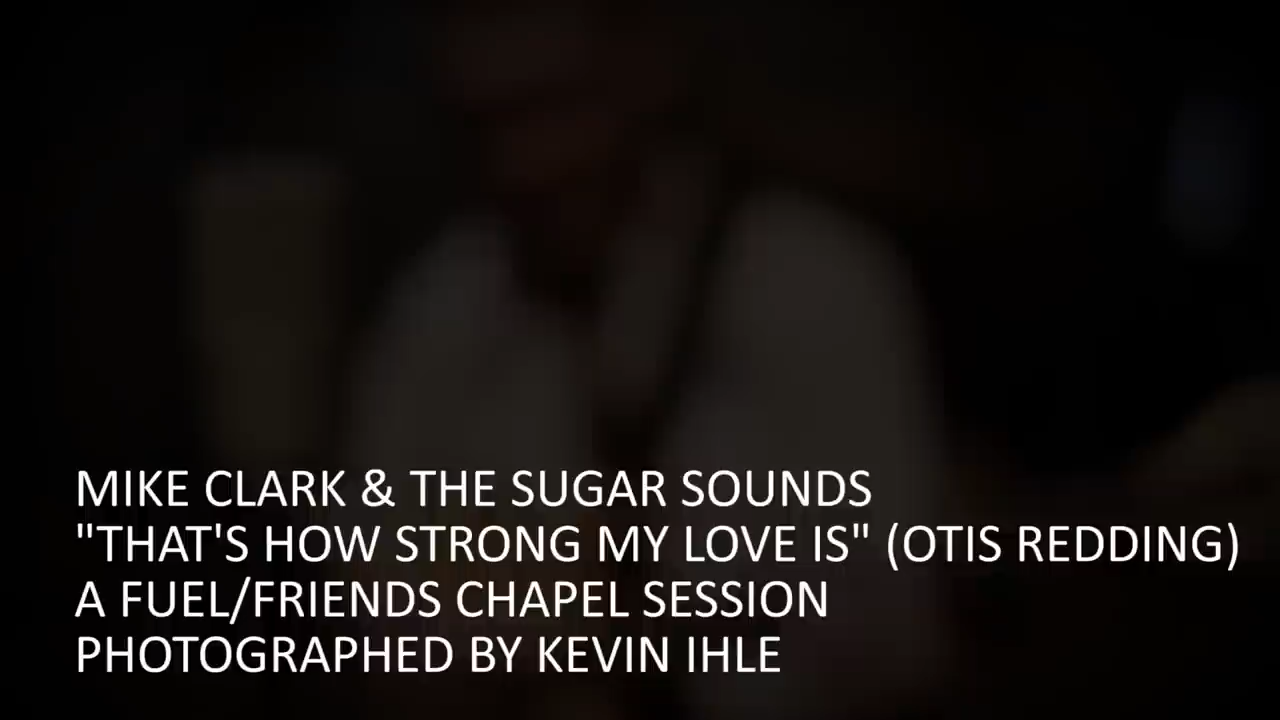 MIKE CLARK & THE SUGAR SOUNDS
"THAT'S HOW STRONG MY LOVE IS" (OTIS REDDING)
A FUEL/FRIENDS CHAPEL SESSION
PHOTOGRAPHED BY KEVIN IHLE